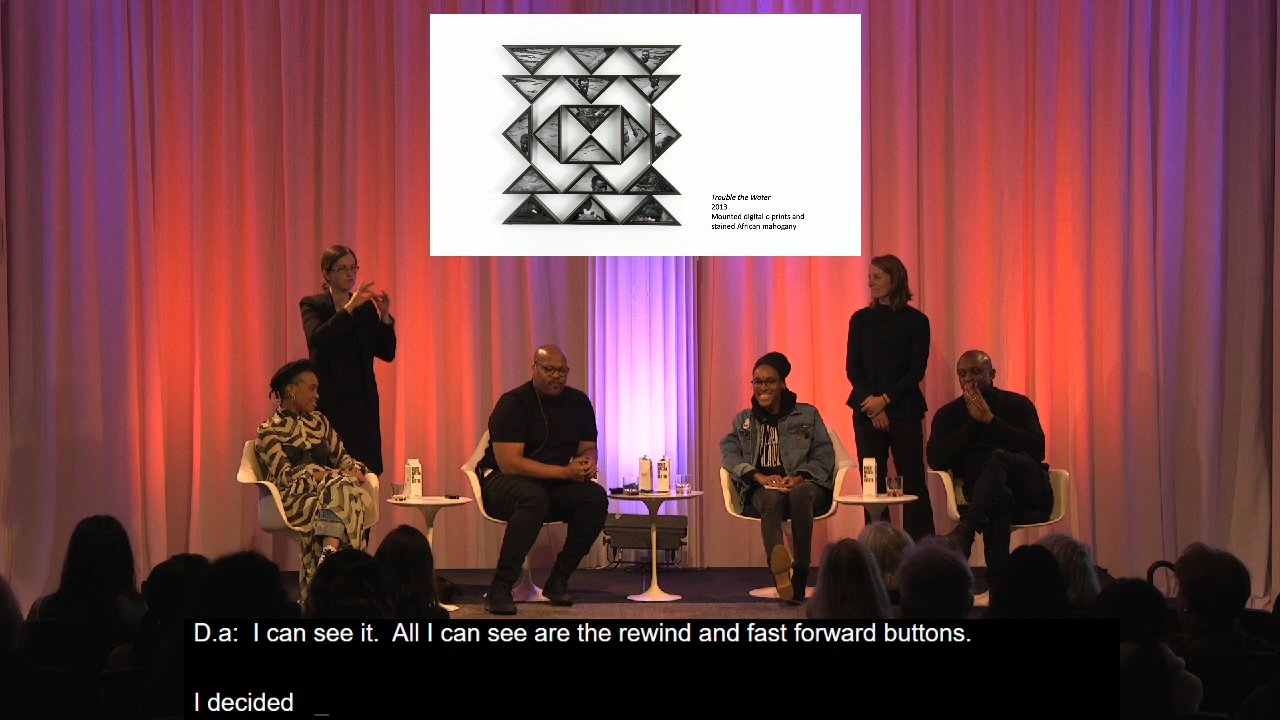 Trouble the Water
2013
Mounted digital c-prints and
stained African mahogany
D.a:  I can see it.  All I can see are the rewind and fast forward buttons.
I decided  _